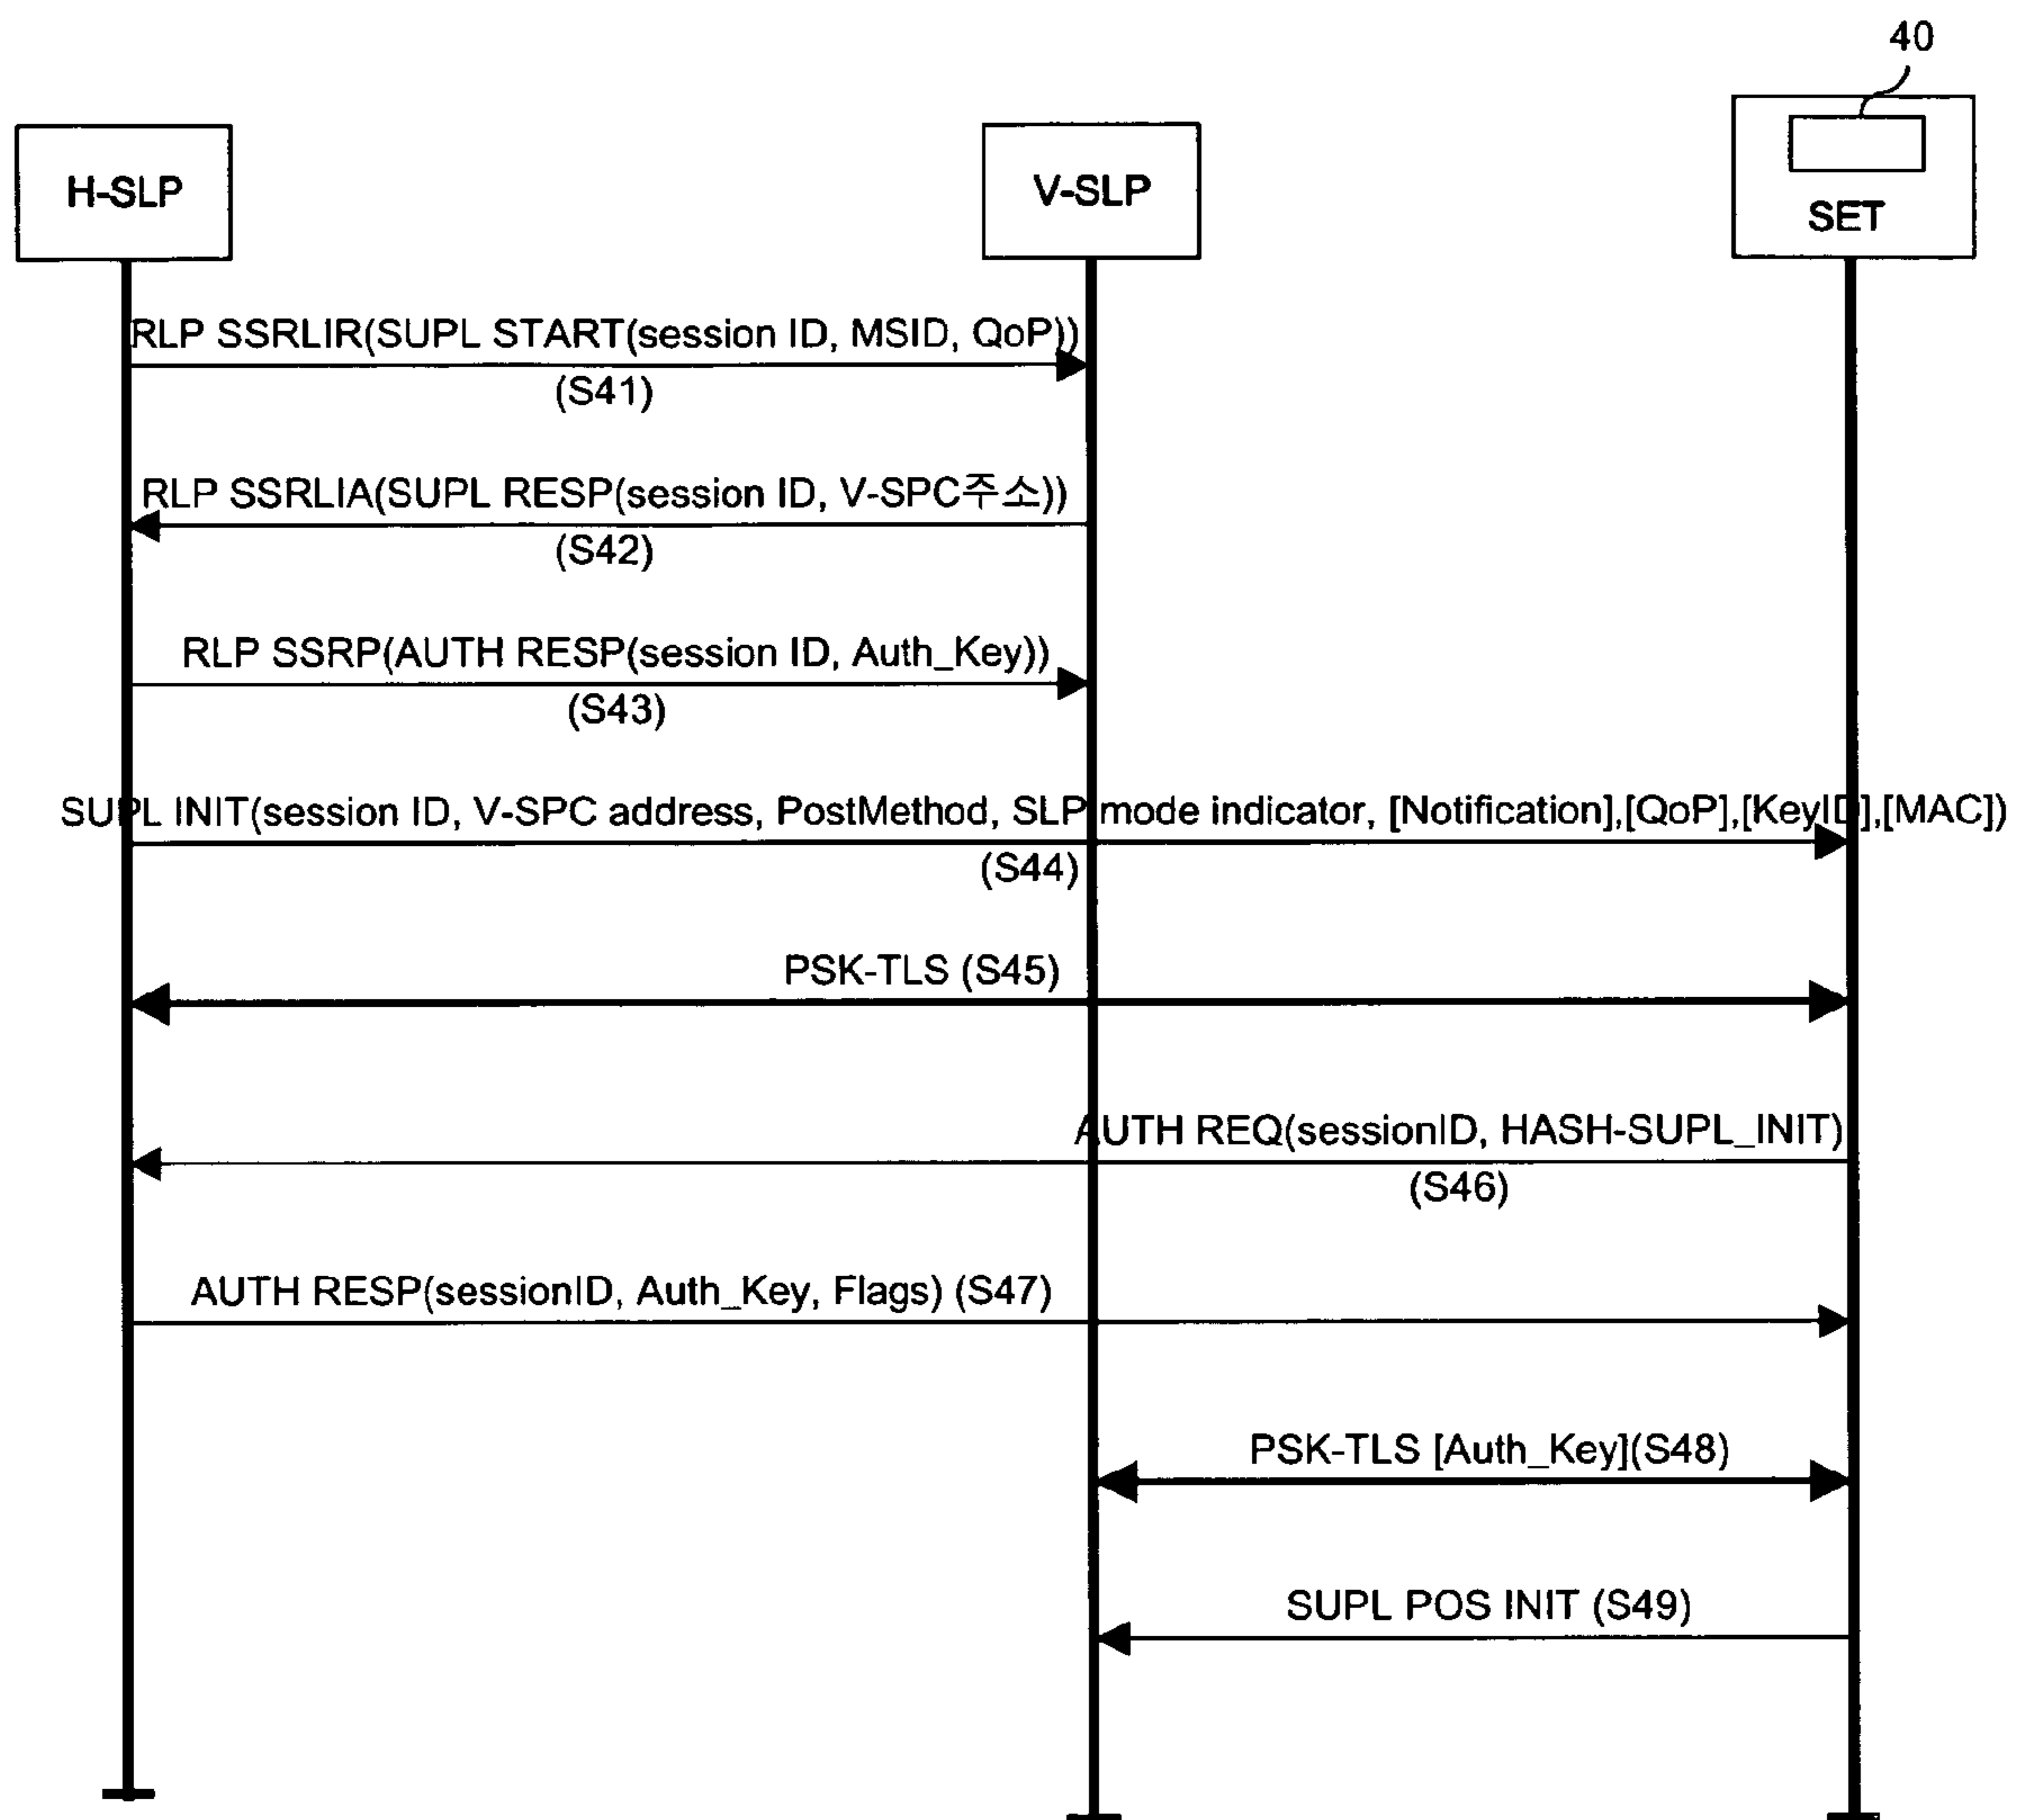 40
H-SLP
V-SLP
SET
RLP SSRLIR(SUPL START(session ID, MSID, QoP))
(S41)
RLP SSRLIA(SUPL RESP(session ID, V-SPC주소))
(S42)
RLP SSRP(AUTH RESP(session ID, Auth_Key))
(S43)
SUPL INIT(session ID, V-SPC address, PostMethod, SLP mode indicator, [Notification],[QoP],[KeyID],[MAC])
(S44)
PSK-TLS (S45)
AUTH REQ(sessionID, HASH-SUPL_INIT)
(S46)
AUTH RESP(sessionID, Auth_Key, Flags) (S47)
PSK-TLS [Auth_Key](S48)
SUPL POS INIT (S49)